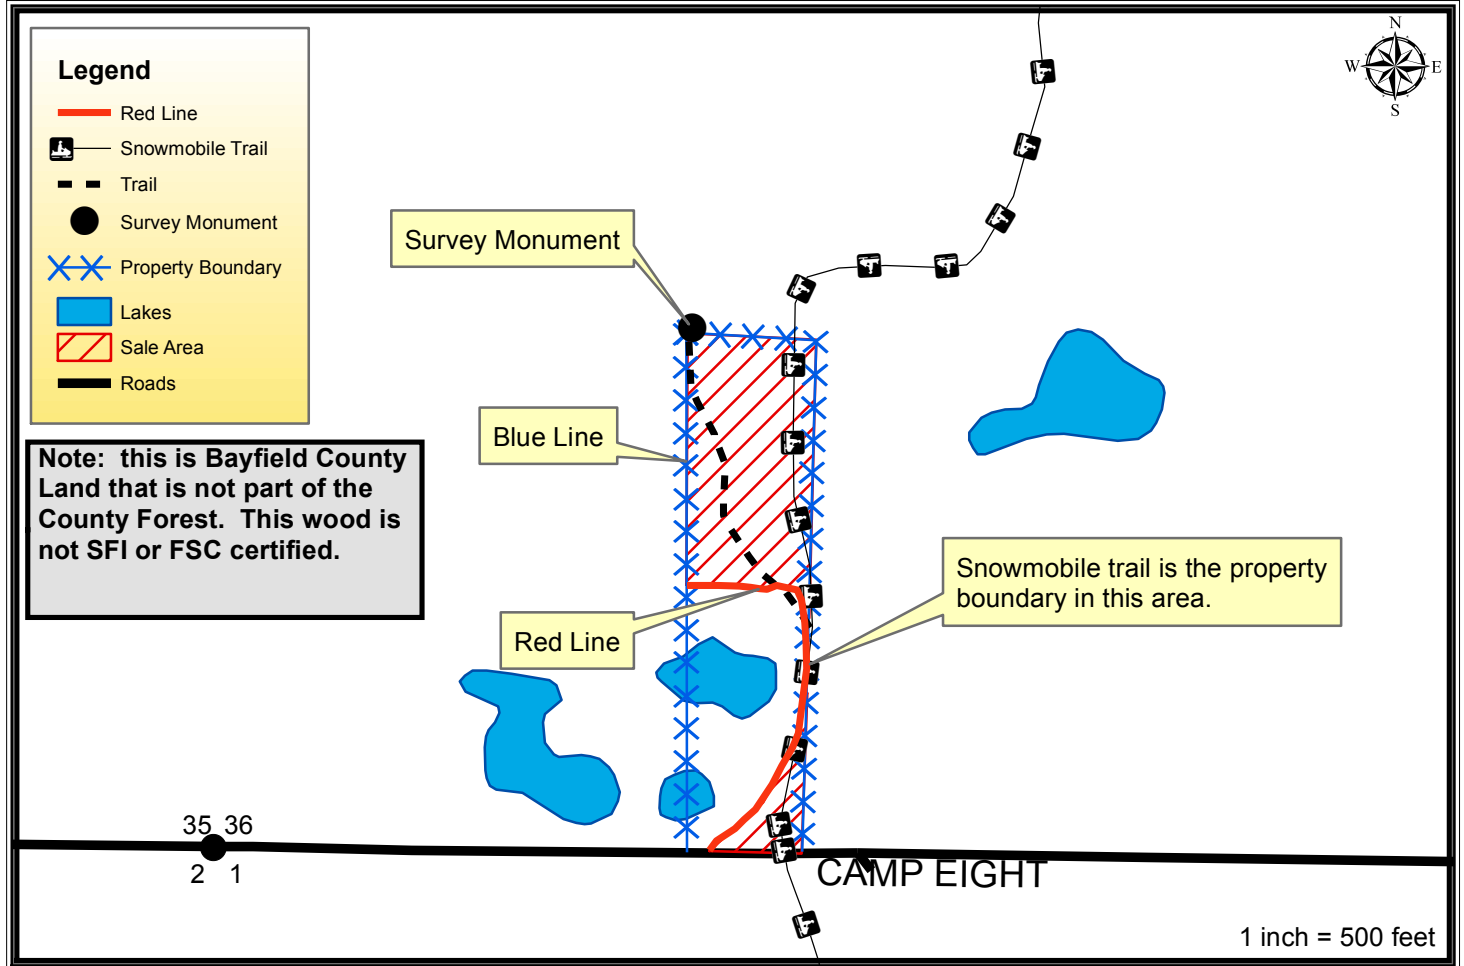 Legend
Red Line
Snowmobile Trail
Trail
Survey Monument
Property Boundary
Lakes
Sale Area
Roads
N
W E
S
Survey Monument
Blue Line
Note: this is Bayfield County
Land that is not part of the
County Forest. This wood is
not SFI or FSC certified.
Snowmobile trail is the property
boundary in this area.
Red Line
35 36
2 1
CAMP EIGHT
1 inch = 500 feet